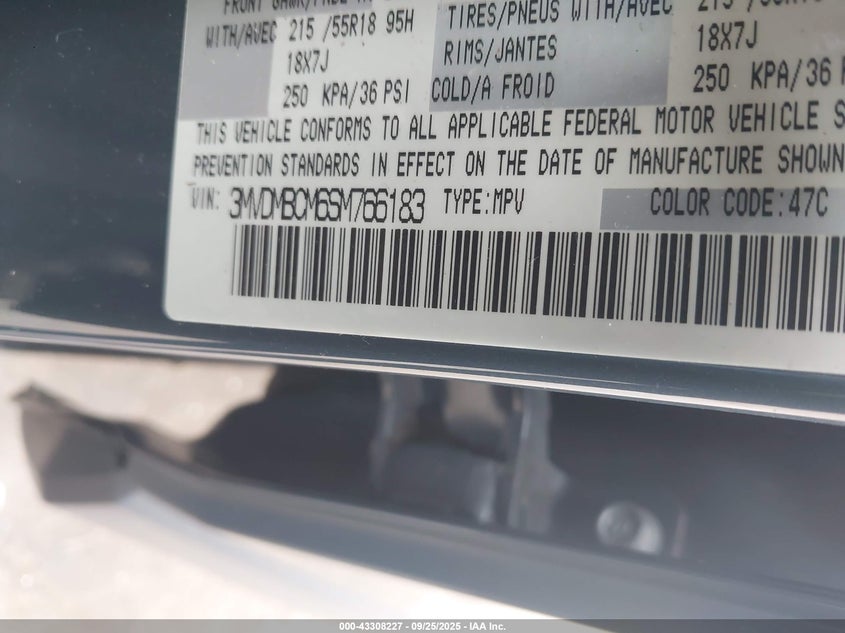 WITH/AVEC 215 /55R18 95H TIRES/PNEUS WITH/AVEC
18X7J RIMS/JANTES 18X7J
250 KPA/36 PSI COLD/A FROID 250 KPA/36 P
THIS VEHICLE CONFORMS TO ALL APPLICABLE FEDERAL MOTOR VEHICLE S
PREVENTION STANDARDS IN EFFECT ON THE DATE OF MANUFACTURE SHOWN
VIN: 3MVDMBCM6SM766183 TYPE:MPV COLOR CODE:47C
000-43308227 - 09/25/2025 - IAA Inc.